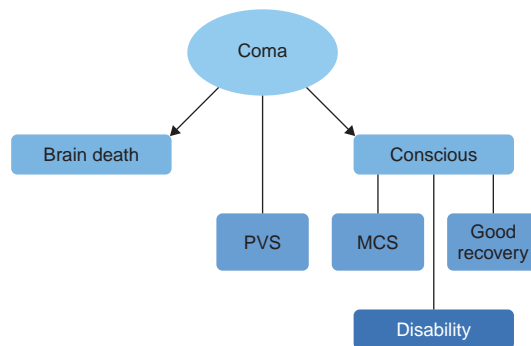 Coma
Brain death
Conscious
PVS
MCS
Good
recovery
Disability